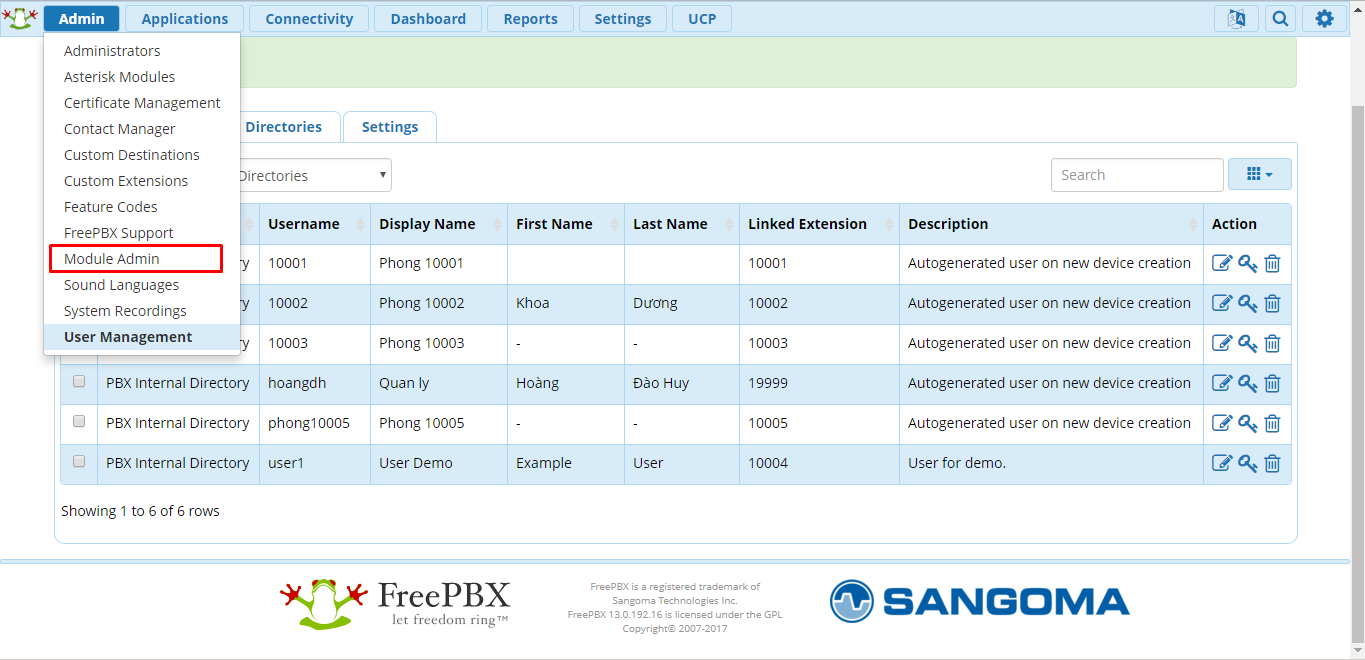 Admin Applications Connectivity Dashboard Reports Settings UCP
Administrators
Asterisk Modules
Certificate Management
Contact Manager
Custom Destinations
Custom Extensions
Feature Codes
FreePBX Support
Module Admin
Sound Languages
System Recordings
User Management
Directories Settings
Directories Search
Username Display Name First Name Last Name Linked Extension Description Action
ry 10001 Phong 10001 10001 Autogenerated user on new device creation
ry 10002 Phong 10002 Khoa Dương 10002 Autogenerated user on new device creation
ry 10003 Phong 10003 - - 10003 Autogenerated user on new device creation
PBX Internal Directory hoangdh Quan ly Hoàng Đào Huy 19999 Autogenerated user on new device creation
PBX Internal Directory phong10005 Phong 10005 - - 10005 Autogenerated user on new device creation
PBX Internal Directory user1 User Demo Example User 10004 User for demo.
Showing 1 to 6 of 6 rows
FreePBX
let freedom ring™
FreePBX is a registered trademark of
Sangoma Technologies Inc.
FreePBX 13.0.192.16 is licensed under the GPL
Copyright© 2007-2017
SANGOMA